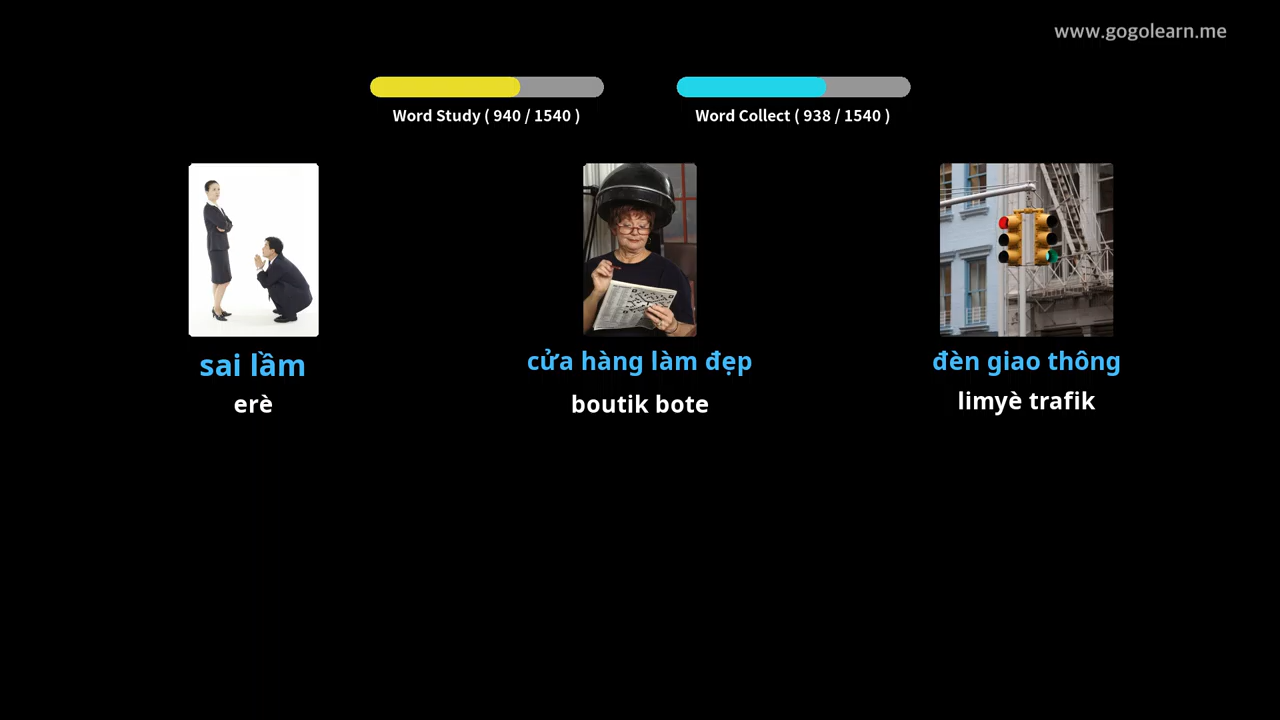 www.gogolearn.me
Word Study ( 940 / 1540 )
Word Collect ( 938 / 1540 )
sai lầm
erè
cửa hàng làm đẹp
boutik bote
đèn giao thông
limyè trafik